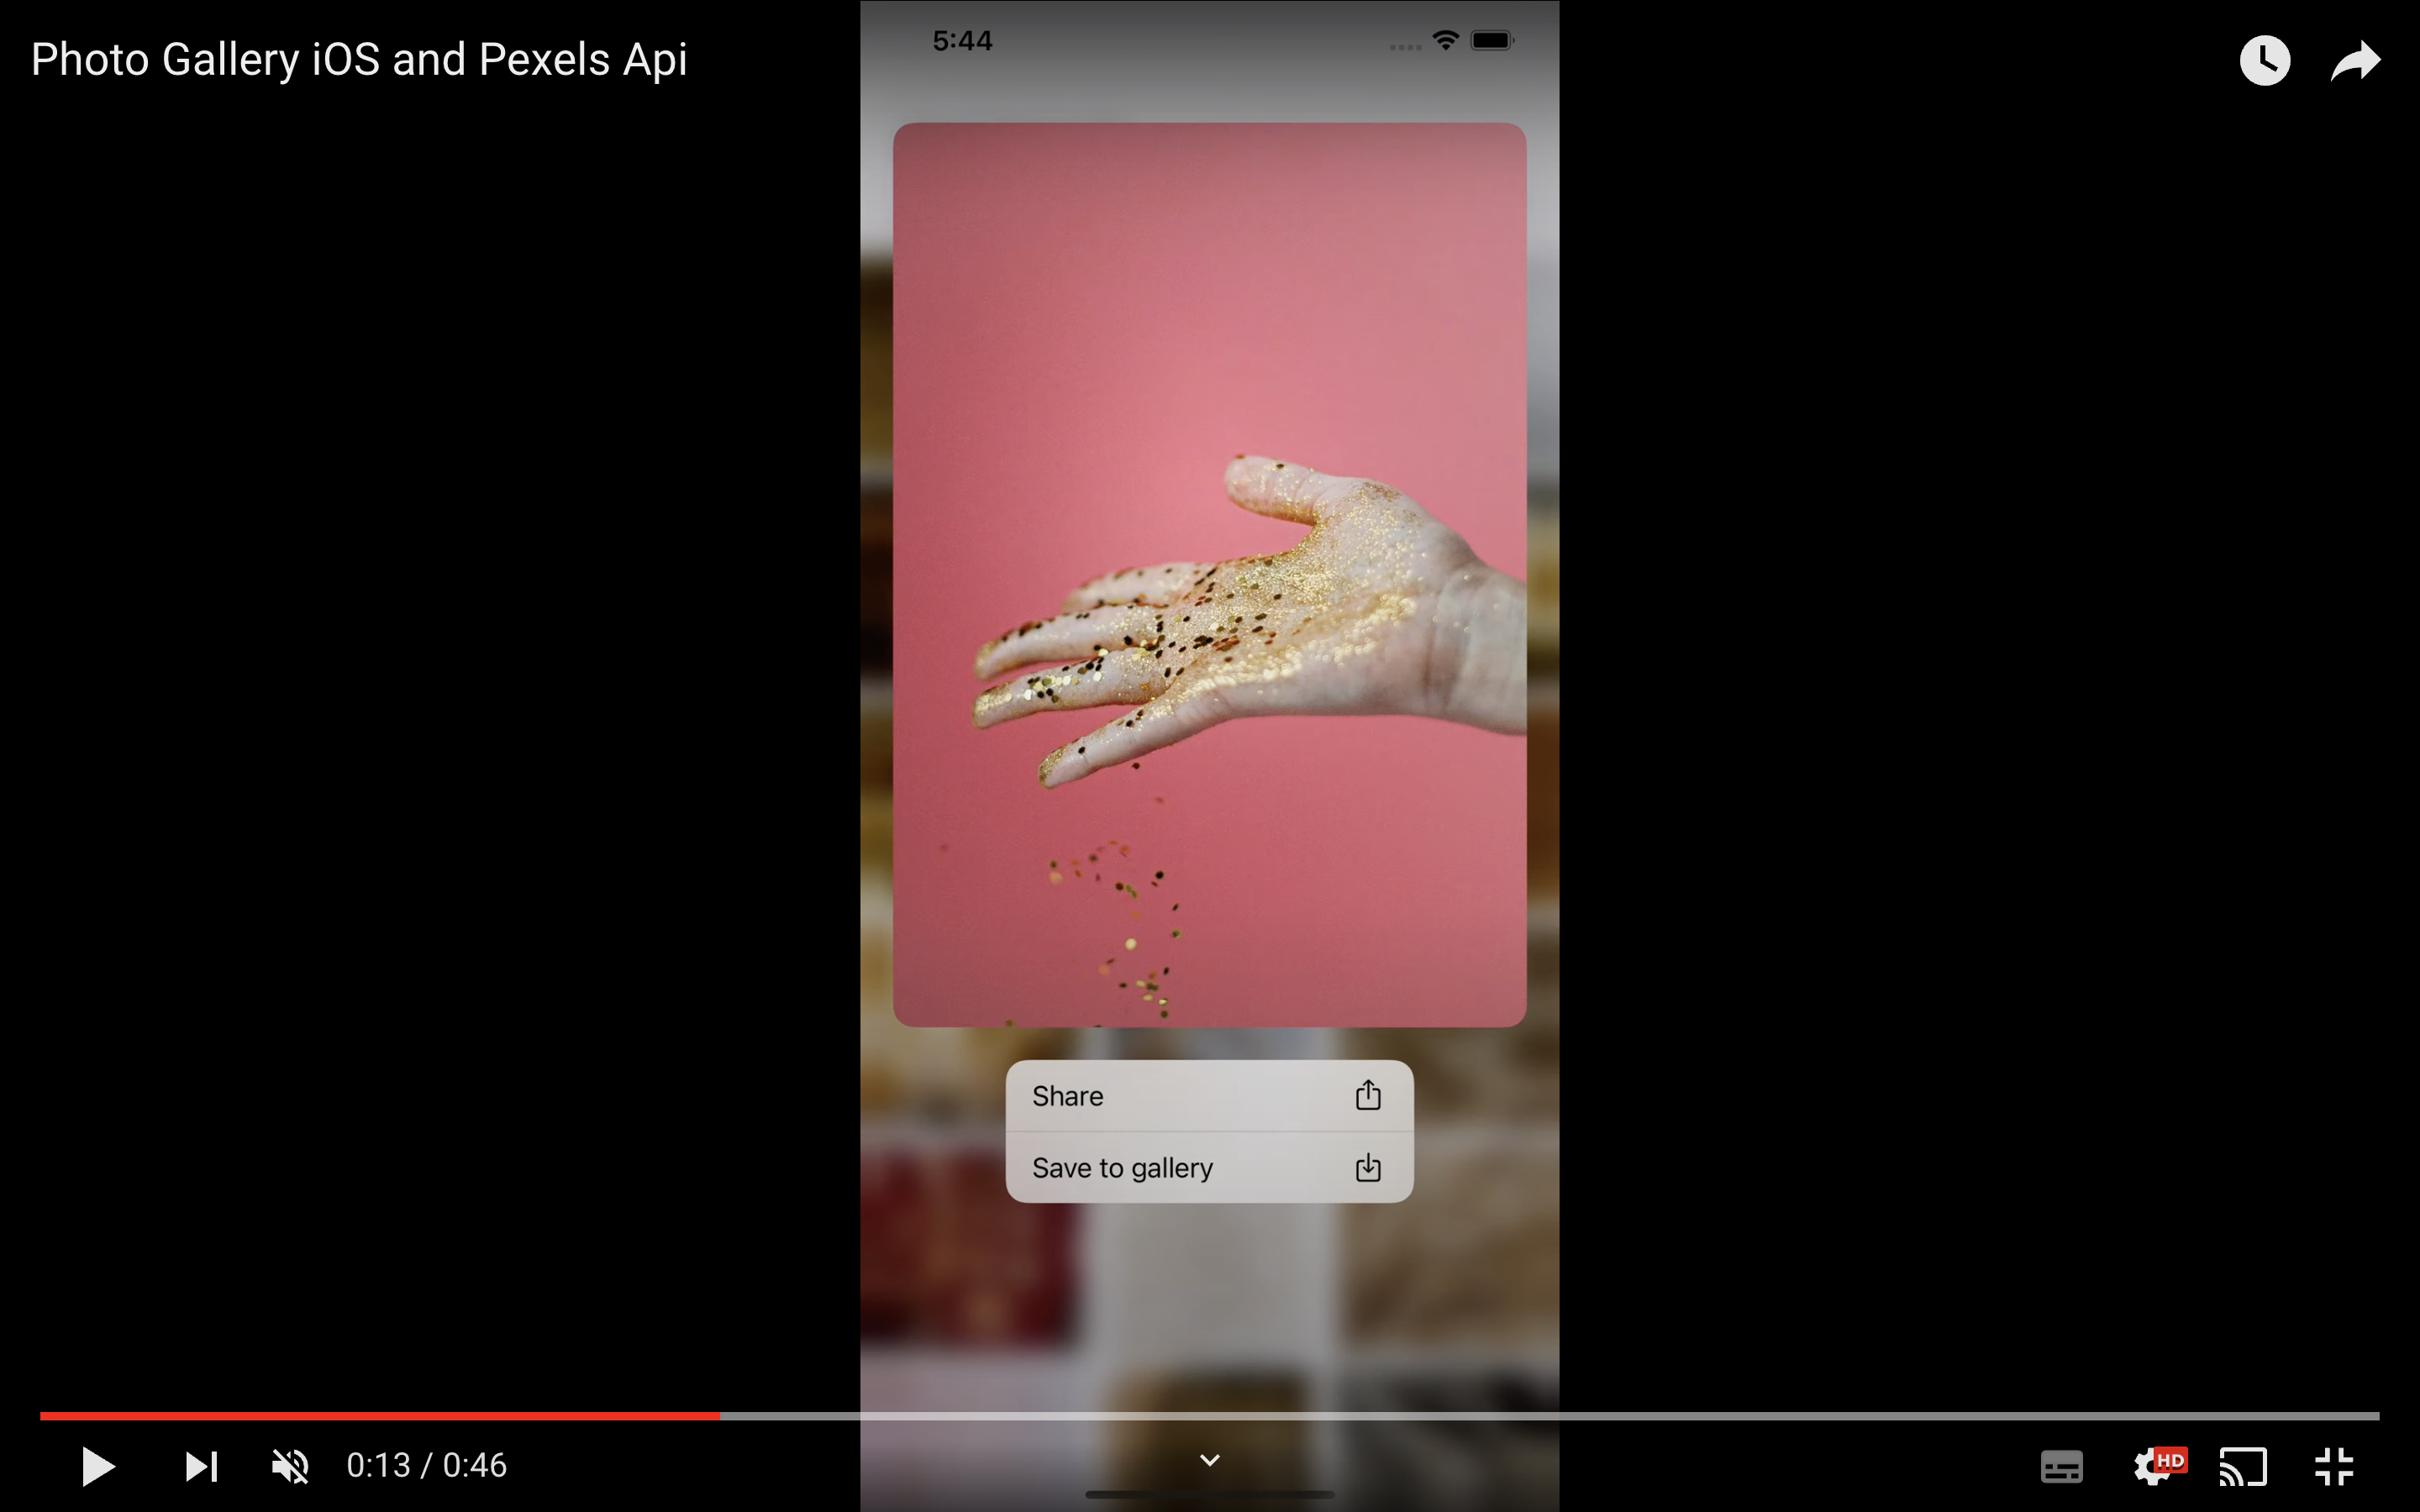 Photo Gallery iOS and Pexels Api
5:44
Share
Save to gallery
0:13 / 0:46
HD